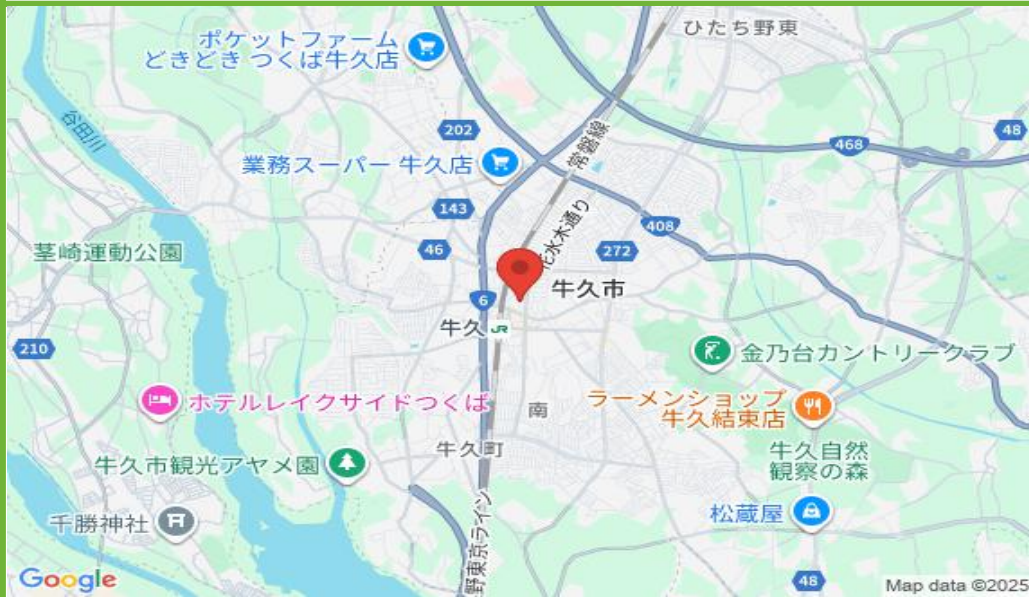 ひたち野東
ポケットファーム
どきどき つくば牛久店
谷田川
202
48
468
常磐線
業務スーパー 牛久店
143
花水木通り
408
46
272
茎崎運動公園
牛久市
6
牛久 JR
210
金乃台カントリークラブ
ホテルレイクサイドつくば
ラーメンショップ
牛久結束店
南
牛久町
牛久自然
観察の森
牛久市観光アヤメ園
松蔵屋
千勝神社
野東京ライン
48
Google
Map data ©2025